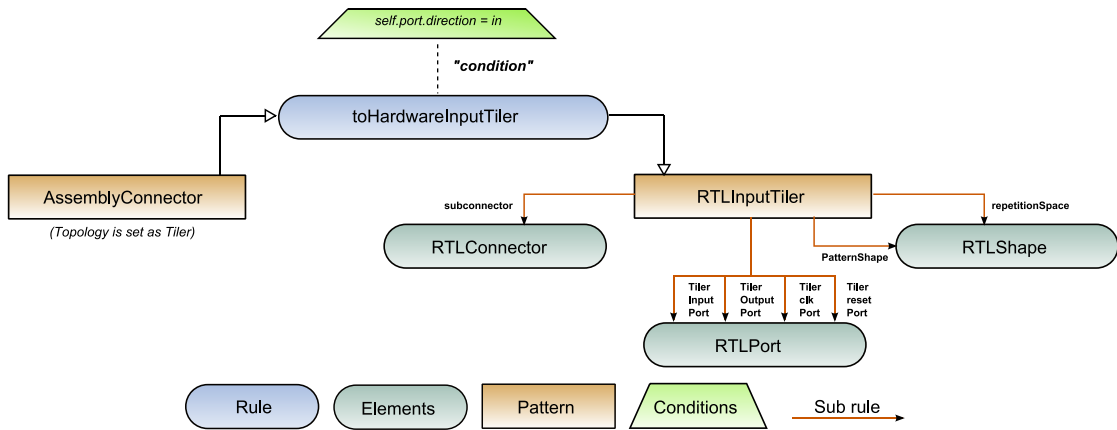 self.port.direction = in
"condition"
toHardwareInputTiler
AssemblyConnector
(Topology is set as Tiler)
RTLInputTiler
subconnector
repetitionSpace
RTLConnector
PatternShape
RTLShape
Tiler
Input
Port
Tiler
Output
Port
Tiler
clk
Port
Tiler
reset
Port
RTLPort
Rule
Elements
Pattern
Conditions
Sub rule